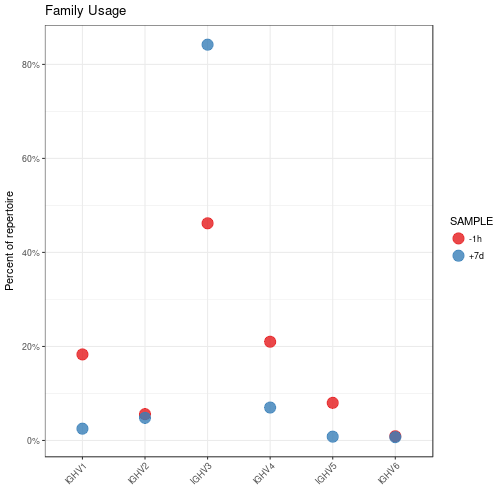 Family Usage
Percent of repertoire
80%
60%
40%
20%
0%
IGHV1
IGHV2
IGHV3
IGHV4
IGHV5
IGHV6
SAMPLE
-1h
+7d